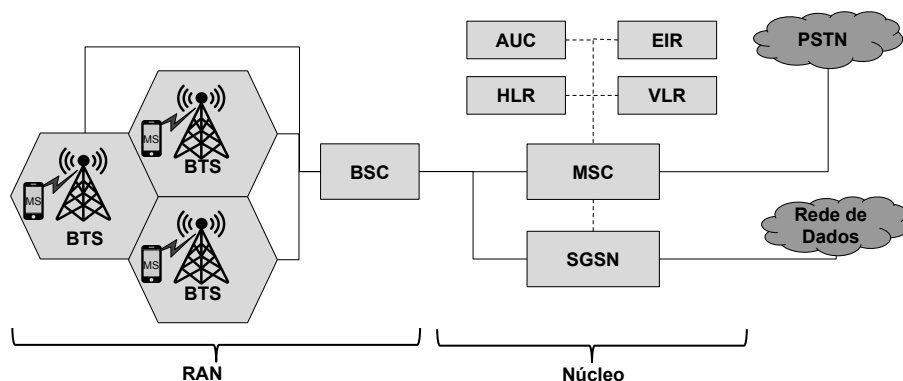 AUC
EIR
PSTN
HLR
VLR
MS
BTS
MS
BTS
MS
BTS
BSC
MSC
SGSN
Rede de
Dados
RAN
Núcleo